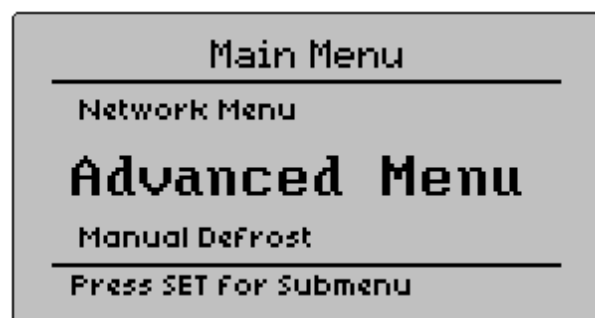 Main Menu
Network Menu
Advanced Menu
Manual Defrost
Press SET for Submenu